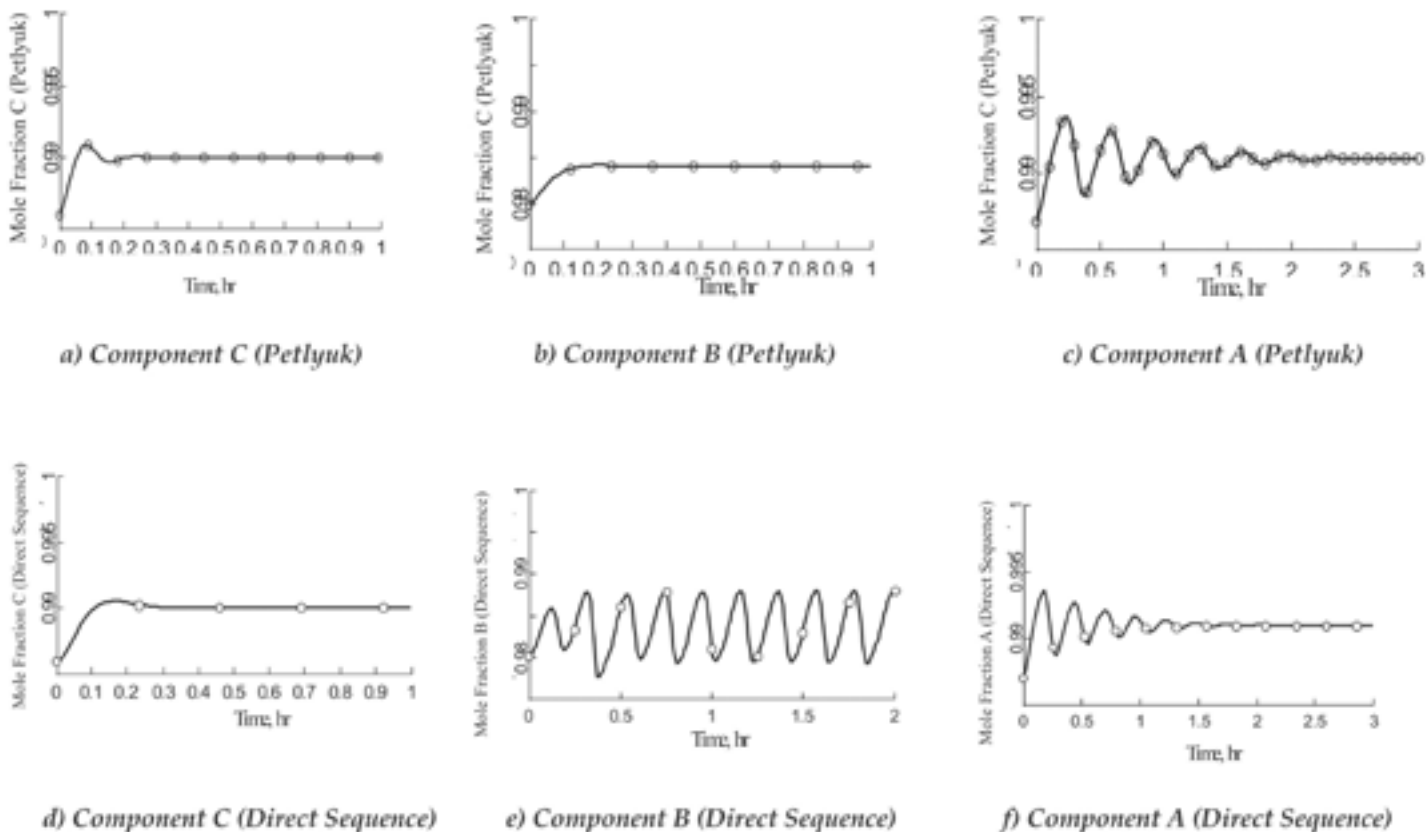 Mole Fraction C (Petlyuk)
1
0.995
0.99
0 0.1 0.2 0.3 0.4 0.5 0.6 0.7 0.8 0.9 1
Time, hr
a) Component C (Petlyuk)
Mole Fraction C (Petlyuk)
1
0.99
0.98
0 0.1 0.2 0.3 0.4 0.5 0.6 0.7 0.8 0.9 1
Time, hr
b) Component B (Petlyuk)
Mole Fraction C (Petlyuk)
1
0.995
0.99
0 0.5 1 1.5 2 2.5 3
Time, hr
c) Component A (Petlyuk)
Mole Fraction C (Direct Sequence)
1
0.995
0.99
0 0.1 0.2 0.3 0.4 0.5 0.6 0.7 0.8 0.9 1
Time, hr
d) Component C (Direct Sequence)
Mole Fraction B (Direct Sequence)
1
0.99
0.98
0 0.5 1 1.5 2
Time, hr
e) Component B (Direct Sequence)
Mole Fraction A (Direct Sequence)
1
0.995
0.99
0 0.5 1 1.5 2 2.5 3
Time, hr
f) Component A (Direct Sequence)